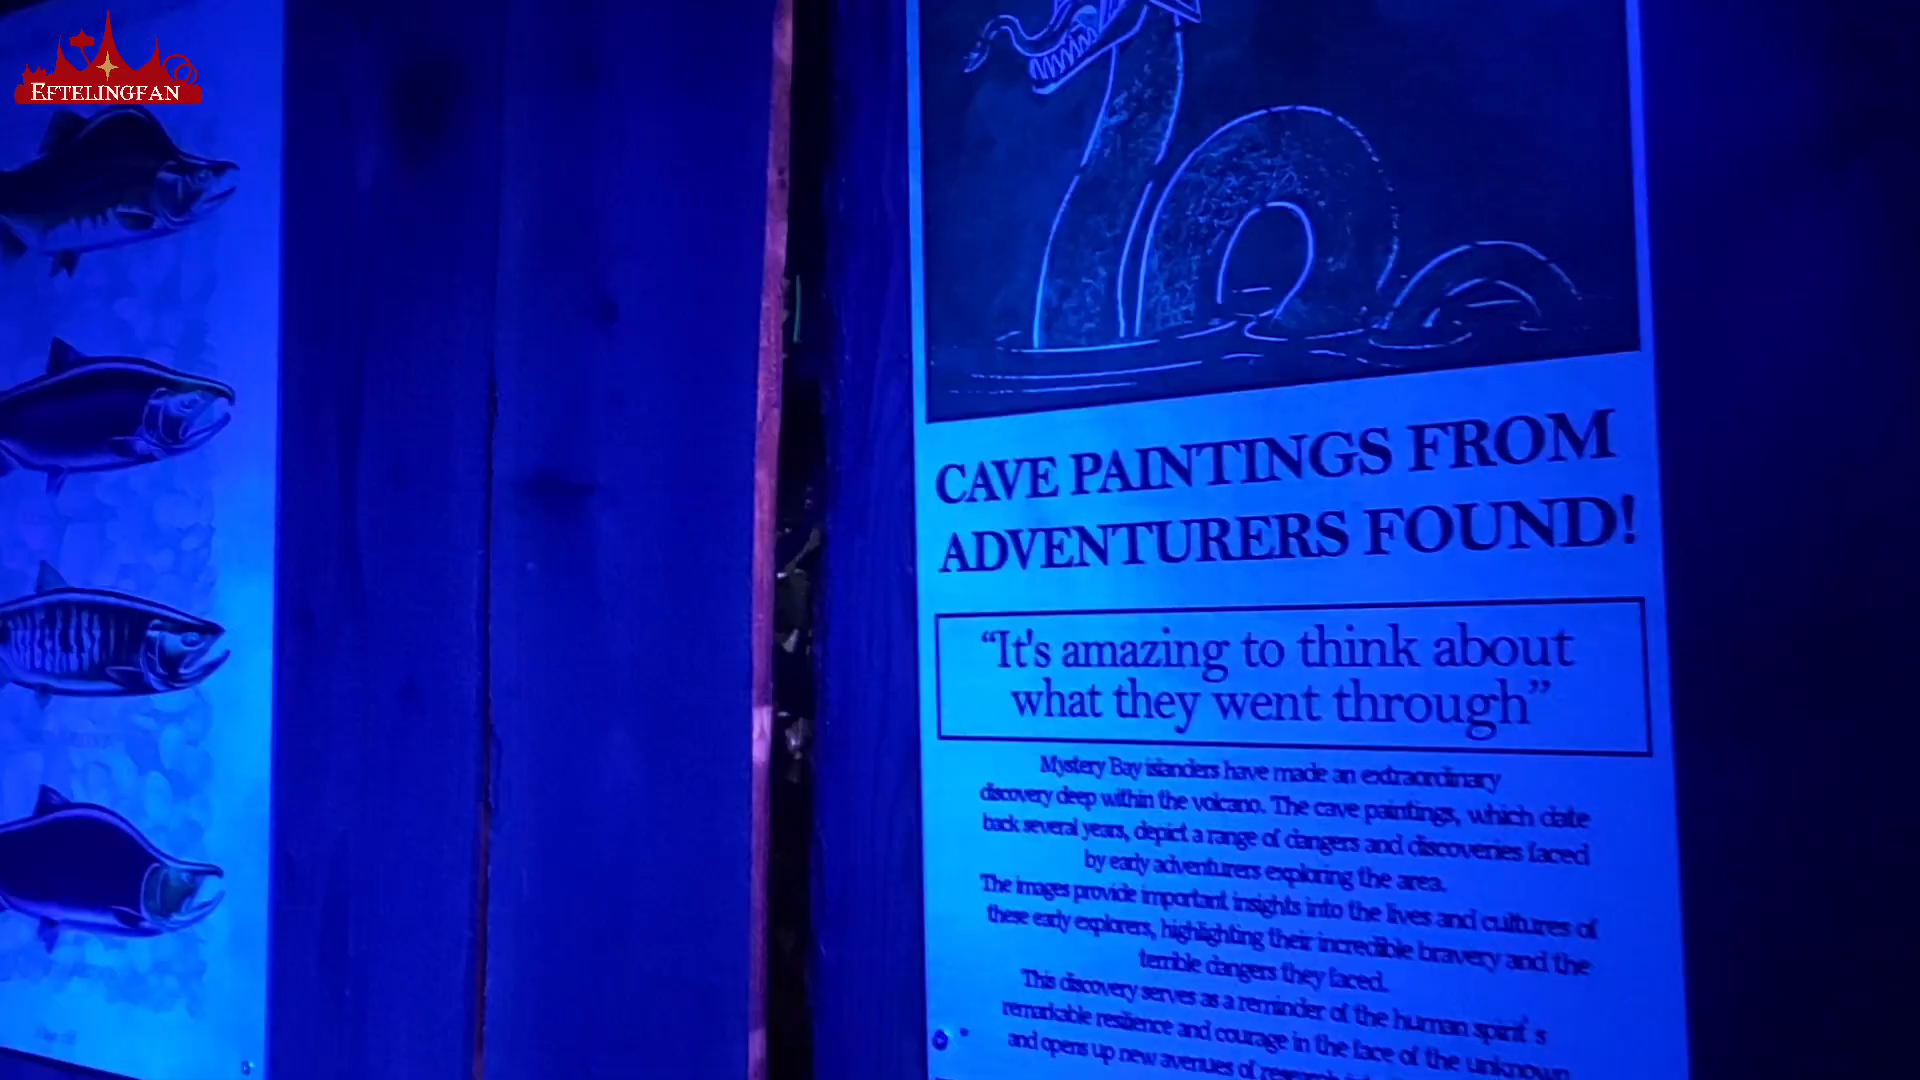 EFTELINGFAN
CAVE PAINTINGS FROM
ADVENTURERS FOUND!
“It's amazing to think about
what they went through”
Mystery Bay islanders have made an extraordinary
discovery deep within the volcano. The cave paintings, which date
back several years, depict a range of dangers and discoveries faced
by early adventurers exploring the area.
The images provide important insights into the lives and cultures of
these early explorers, highlighting their incredible bravery and the
terrible dangers they faced.
This discovery serves as a reminder of the human spirit's
remarkable resilience and courage in the face of the unknown
and opens up new avenues of research